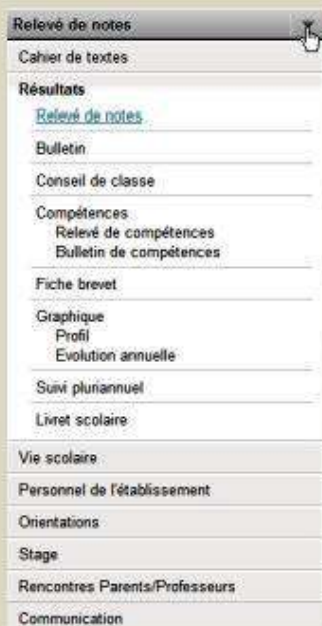 Relevé de notes
Cahier de textes
Résultats
Relevé de notes
Bulletin
Conseil de classe
Compétences
Relevé de compétences
Bulletin de compétences
Fiche brevet
Graphique
Profil
Evolution annuelle
Suivi pluriannuel
Livret scolaire
Vie scolaire
Personnel de l'établissement
Orientations
Stage
Rencontres Parents/Professeurs
Communication